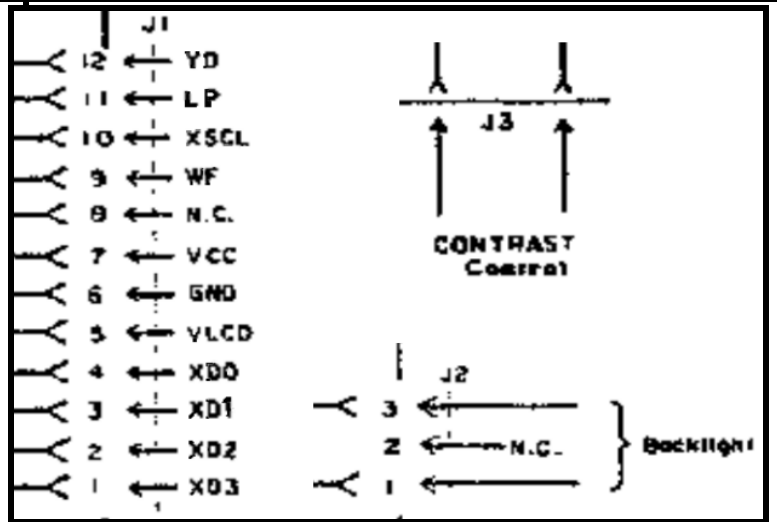 J1
12 YD
11 LP
10 XSCL
9 WF
8 N.C.
7 VCC
6 GND
5 VLCD
4 XD0
3 XD1
2 XD2
1 XD3
J3
CONTRAST
Control
J2
3
2 N.C.
1
Backlight